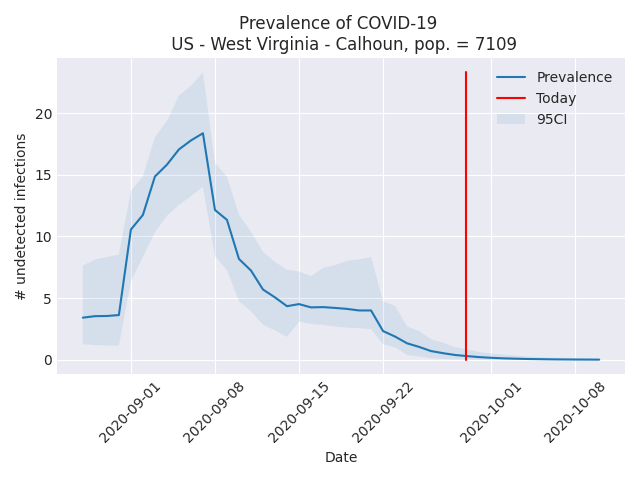 Prevalence of COVID-19
US - West Virginia - Calhoun, pop. = 7109
Prevalence
Today
95CI
# undetected infections
20
15
10
5
0
2020-09-01
2020-09-08
2020-09-15
2020-09-22
2020-10-01
2020-10-08
Date